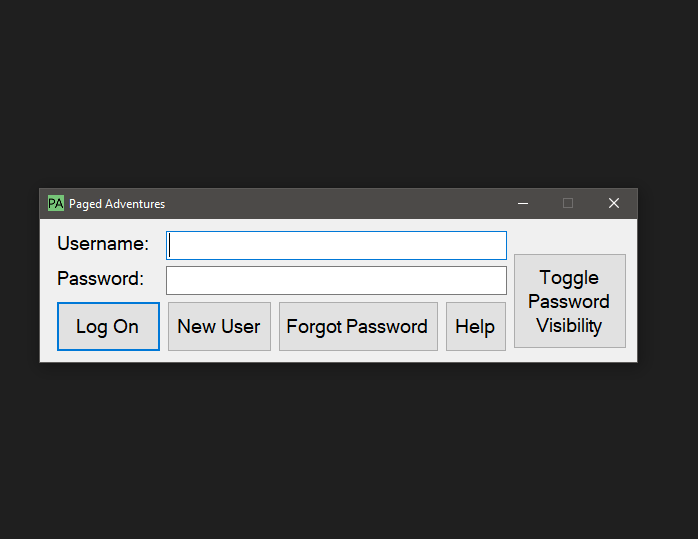 PA Paged Adventures
Username:
Password:
Toggle
Password
Visibility
Log On
New User
Forgot Password
Help